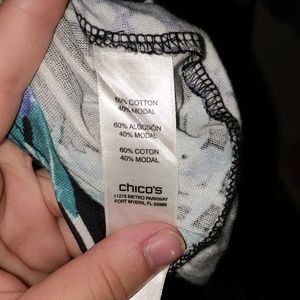 60% COTTON
40% MODAL
60% ALGODÓN
40% MODAL
60% COTON
40% MODAL
chico's
11215 METRO PARKWAY
FORT MYERS, FL 33966